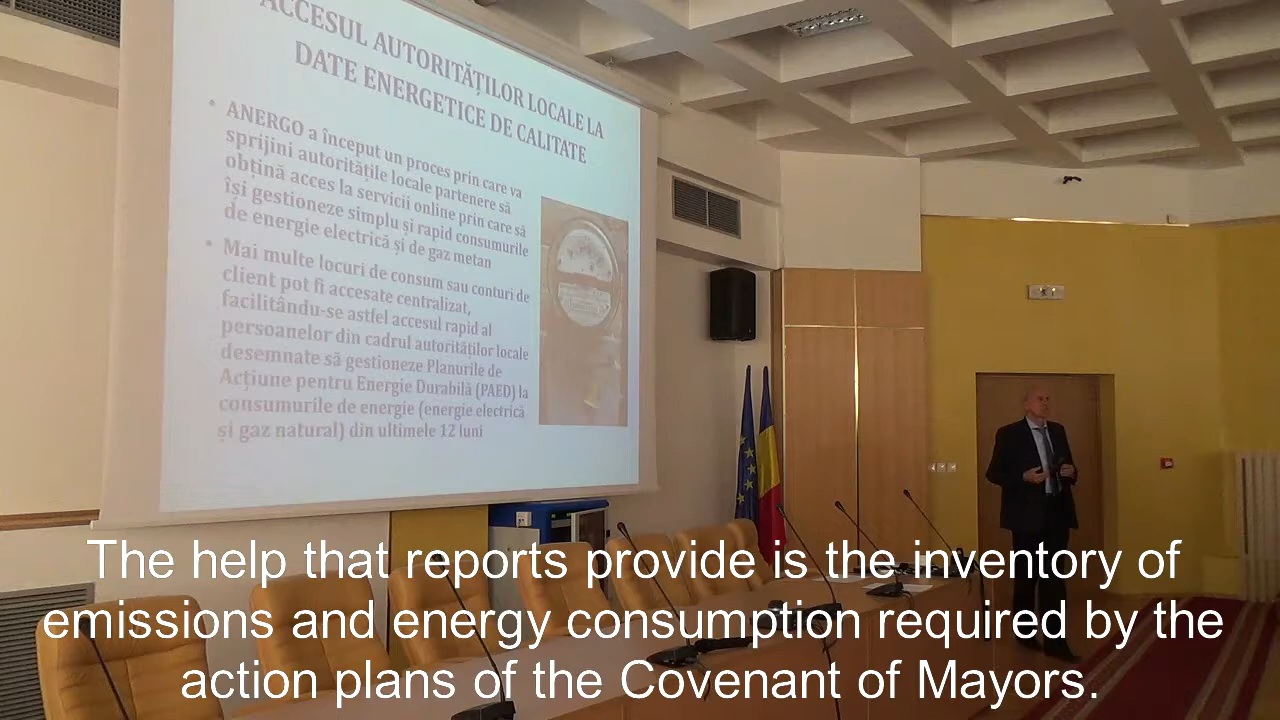 ACCESUL AUTORITĂȚILOR LOCALE LA
DATE ENERGETICE DE CALITATE
• ANERGO a început un proces prin care va
sprijini autoritățile locale partenere să
obțină acces la servicii online prin care să
își gestioneze simplu și rapid consumurile
de energie electrică și de gaz metan
• Mai multe locuri de consum sau conturi de
client pot fi accesate centralizat,
facilitându-se astfel accesul rapid al
persoanelor din cadrul autorităților locale
desemnate să gestioneze Planurile de
Acțiune pentru Energie Durabilă (PAED) la
consumurile de energie (energie electrică
și gaz natural) din ultimele 12 luni
The help that reports provide is the inventory of
emissions and energy consumption required by the
action plans of the Covenant of Mayors.